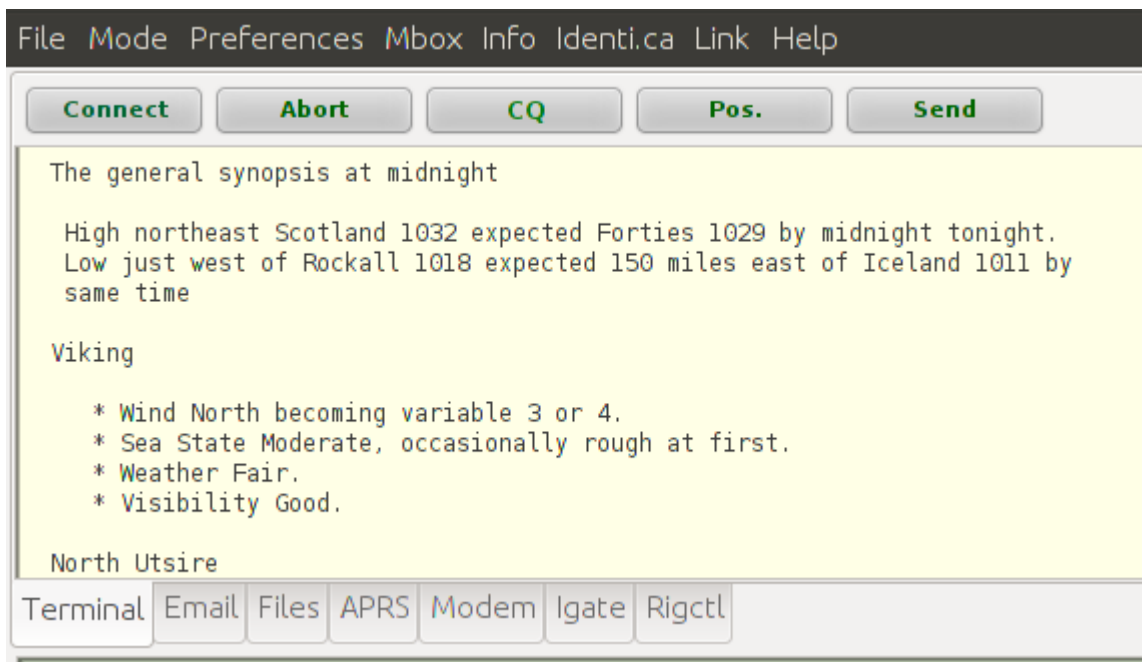 File Mode Preferences Mbox Info Identi.ca Link Help
Connect Abort CQ Pos. Send
The general synopsis at midnight
High northeast Scotland 1032 expected Forties 1029 by midnight tonight.
Low just west of Rockall 1018 expected 150 miles east of Iceland 1011 by
same time
Viking
* Wind North becoming variable 3 or 4.
* Sea State Moderate, occasionally rough at first.
* Weather Fair.
* Visibility Good.
North Utsire
Terminal Email Files APRS Modem Igate Rigctl